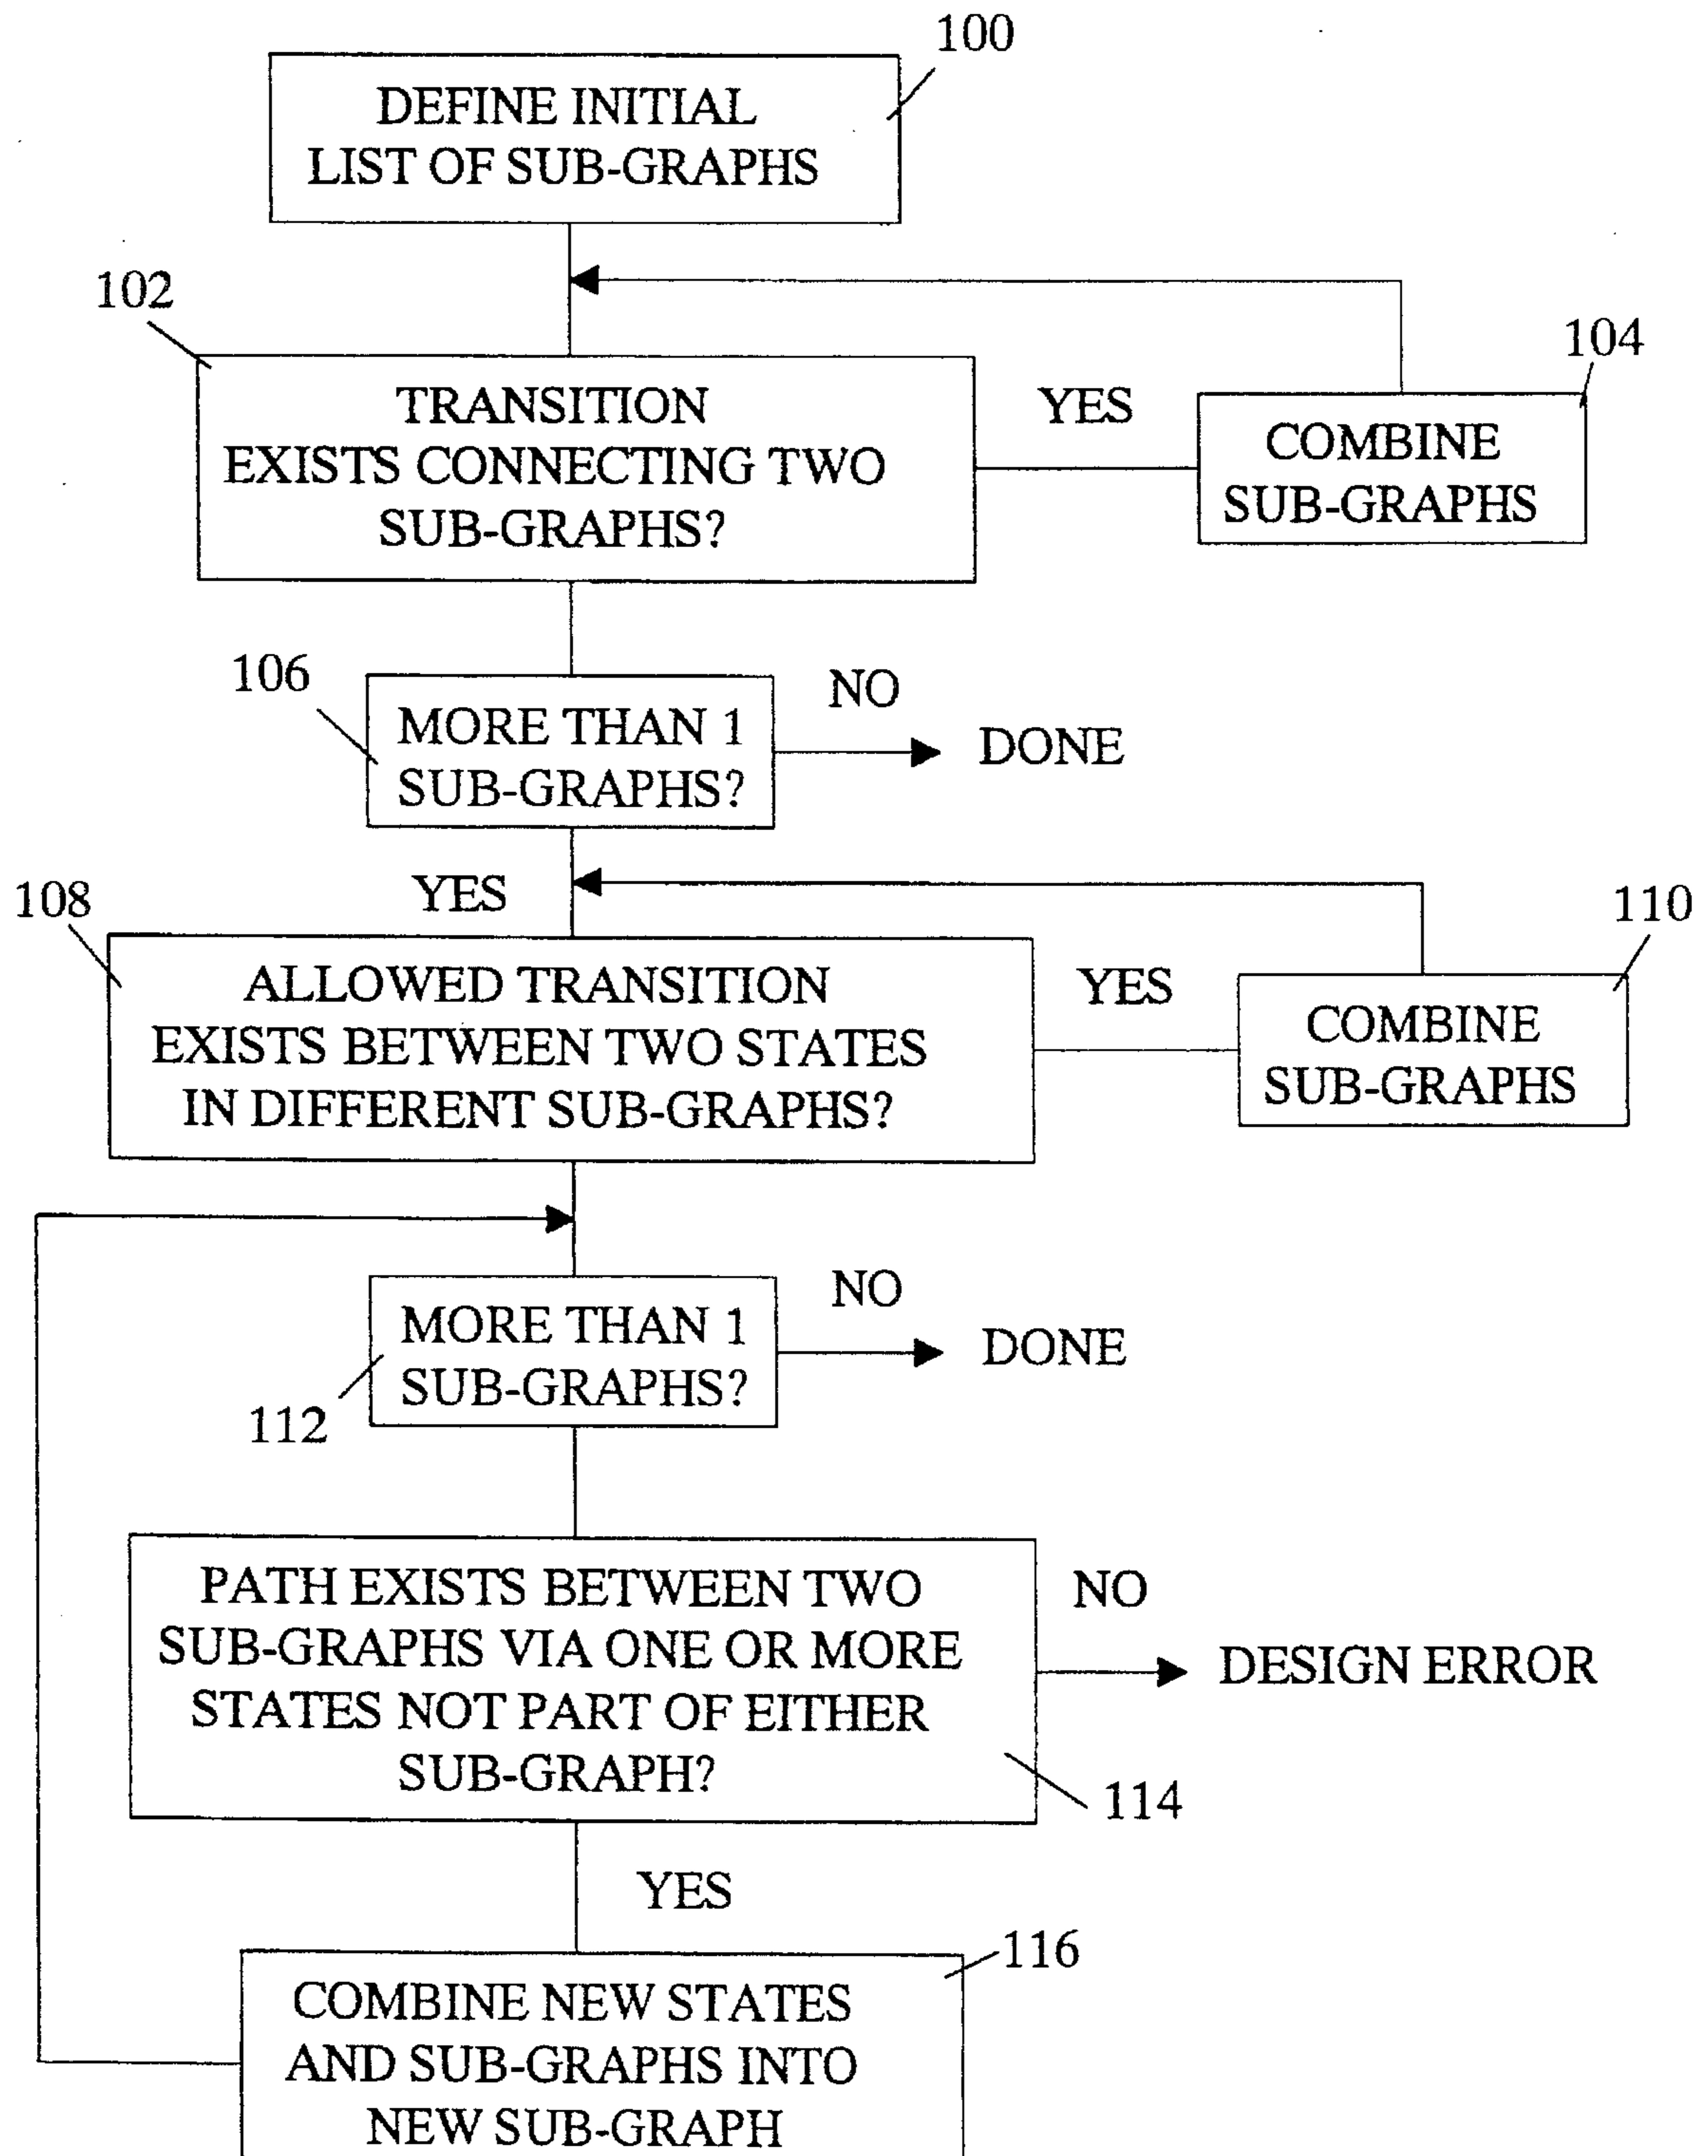 100
DEFINE INITIAL
LIST OF SUB-GRAPHS
102
104
TRANSITION
EXISTS CONNECTING TWO
SUB-GRAPHS?
YES
COMBINE
SUB-GRAPHS
106
MORE THAN 1
SUB-GRAPHS?
NO
DONE
YES
108
110
ALLOWED TRANSITION
EXISTS BETWEEN TWO STATES
IN DIFFERENT SUB-GRAPHS?
YES
COMBINE
SUB-GRAPHS
MORE THAN 1
SUB-GRAPHS?
NO
DONE
112
PATH EXISTS BETWEEN TWO
SUB-GRAPHS VIA ONE OR MORE
STATES NOT PART OF EITHER
SUB-GRAPH?
NO
DESIGN ERROR
114
YES
116
COMBINE NEW STATES
AND SUB-GRAPHS INTO
NEW SUB-GRAPH